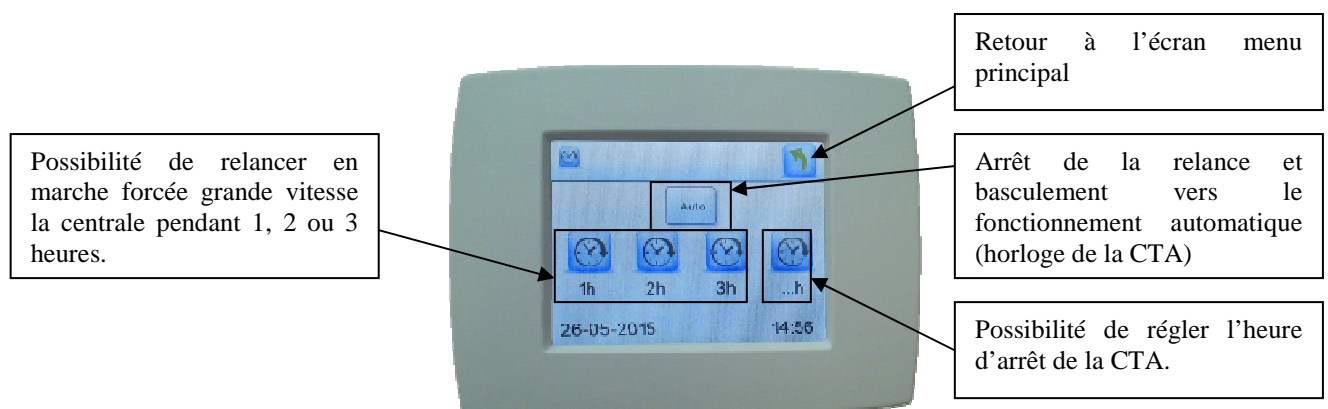 Retour à l’écran menu
principal
Possibilité de relancer en
marche forcée grande vitesse
la centrale pendant 1, 2 ou 3
heures.
Auto
Arrêt de la relance et
basculement vers le
fonctionnement automatique
(horloge de la CTA)
1h 2h 3h ...h
26-05-2015 14:56
Possibilité de régler l’heure
d’arrêt de la CTA.